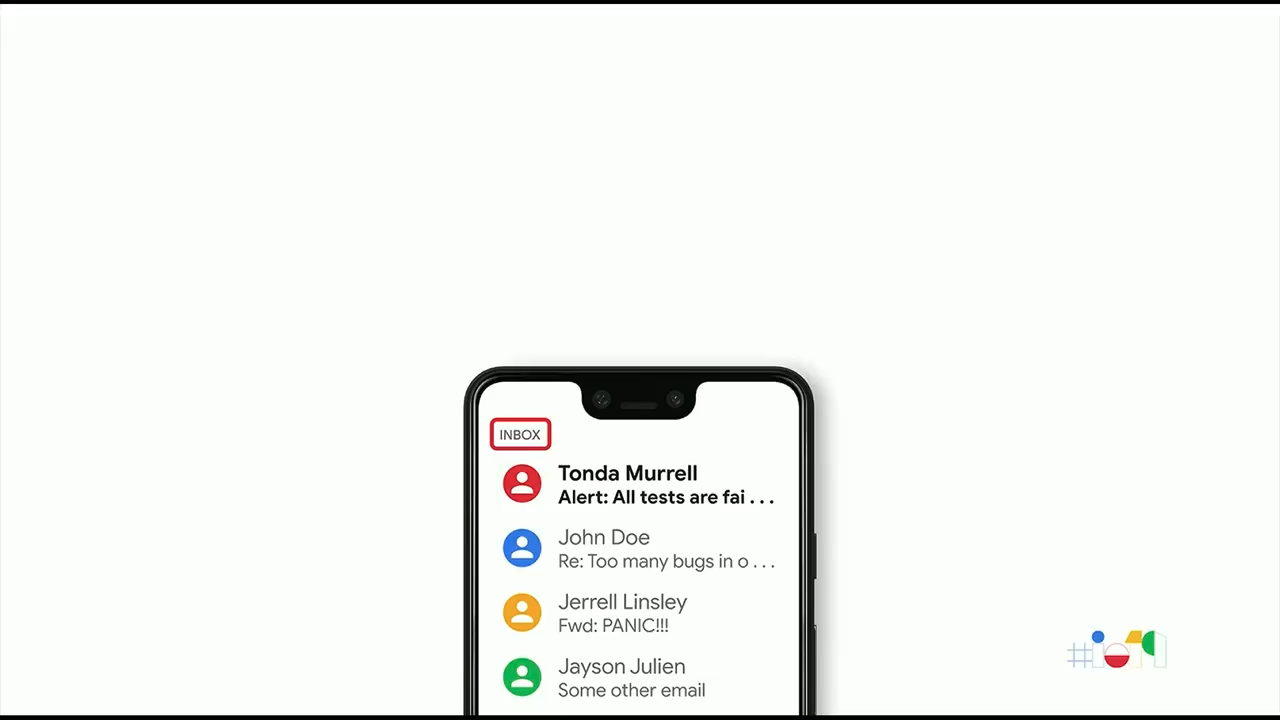 INBOX
Tonda Murrell
Alert: All tests are fai . . .
John Doe
Re: Too many bugs in o . . .
Jerrell Linsley
Fwd: PANIC!!!
Jayson Julien
Some other email
#io19